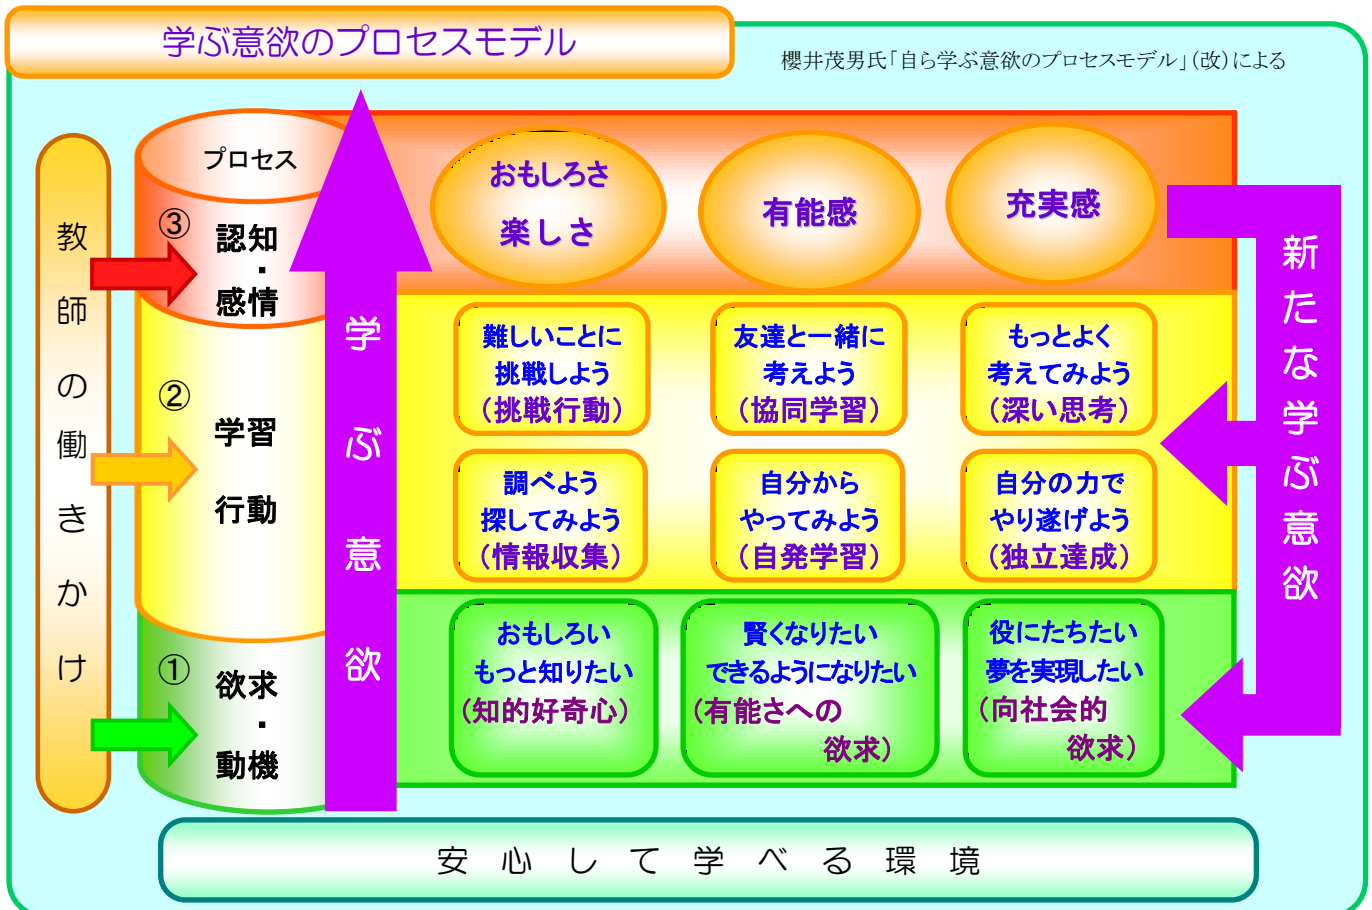 学ぶ意欲のプロセスモデル
櫻井茂男氏「自ら学ぶ意欲のプロセスモデル」(改)による
教師の働きかけ
プロセス
③
認知
・
感情
②
学習
行動
①
欲求
・
動機
学ぶ意欲
おもしろさ
楽しさ
有能感
充実感
難しいことに
挑戦しよう
(挑戦行動)
友達と一緒に
考えよう
(協同学習)
もっとよく
考えてみよう
(深い思考)
調べよう
探してみよう
(情報収集)
自分から
やってみよう
(自発学習)
自分の力で
やり遂げよう
(独立達成)
おもしろい
もっと知りたい
(知的好奇心)
賢くなりたい
できるようになりたい
(有能さへの
欲求)
役にたちたい
夢を実現したい
(向社会的
欲求)
新たな学ぶ意欲
安心して学べる環境